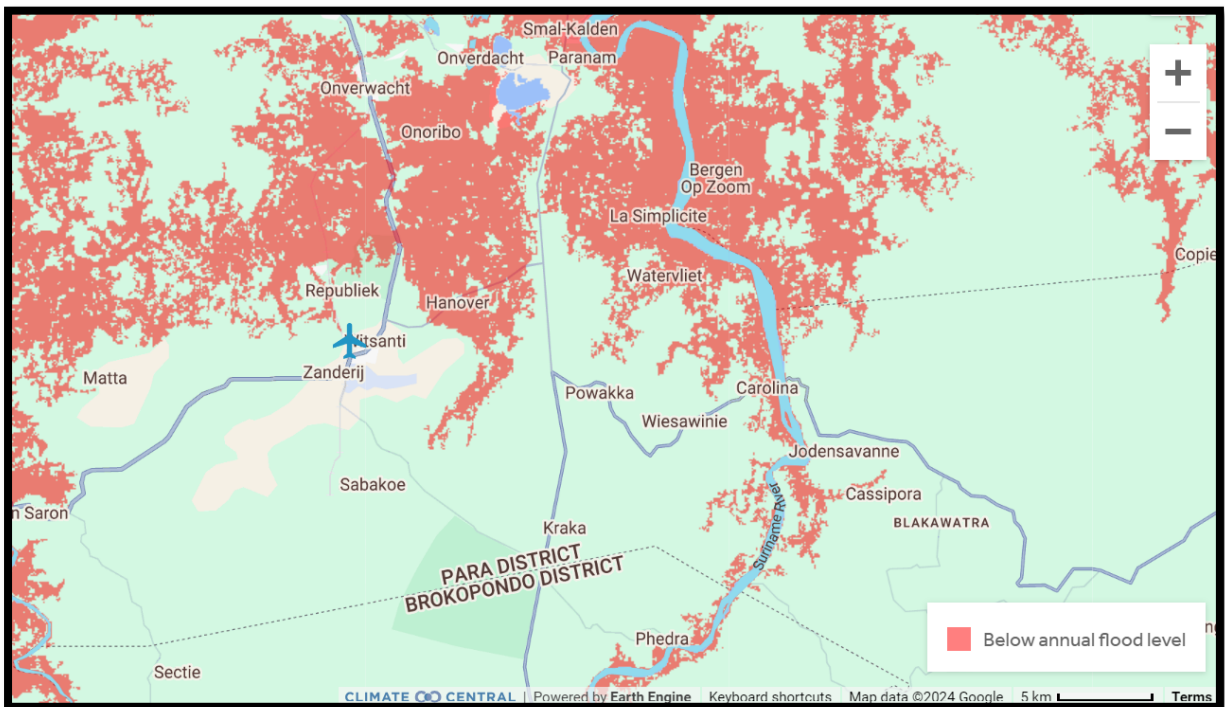 Smal-Kalden
Onverdacht
Paranam
Onverwacht
Onoribo
Bergen
Op Zoom
La Simplicite
Copie
Watervliet
Republiek
Hanover
Zanderij
Matta
Carolina
Powakka
Wiesawinie
Jodensavanne
Sabakoe
Cassipora
n Saron
BLAKAWATRA
Suriname River
Kraka
PARA DISTRICT
BROKOPONDO DISTRICT
Phedra
Below annual flood level
Sectie
CLIMATE CENTRAL Powered by Earth Engine Keyboard shortcuts Map data ©2024 Google 5 km Terms